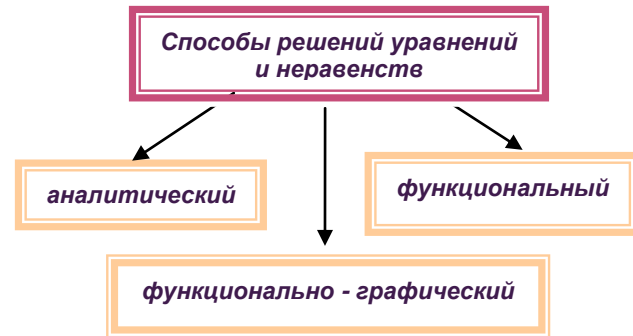 Способы решений уравнений
и неравенств
аналитический
функциональный
функционально - графический